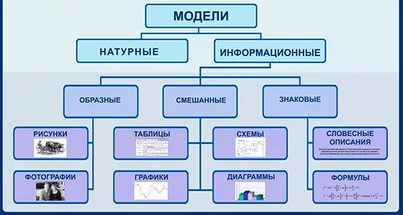 МОДЕЛИ
НАТУРНЫЕ
ИНФОРМАЦИОННЫЕ
ОБРАЗНЫЕ
СМЕШАННЫЕ
ЗНАКОВЫЕ
РИСУНКИ
ТАБЛИЦЫ
СХЕМЫ
СЛОВЕСНЫЕ
ОПИСАНИЯ
ФОТОГРАФИИ
ГРАФИКИ
ДИАГРАММЫ
ФОРМУЛЫ